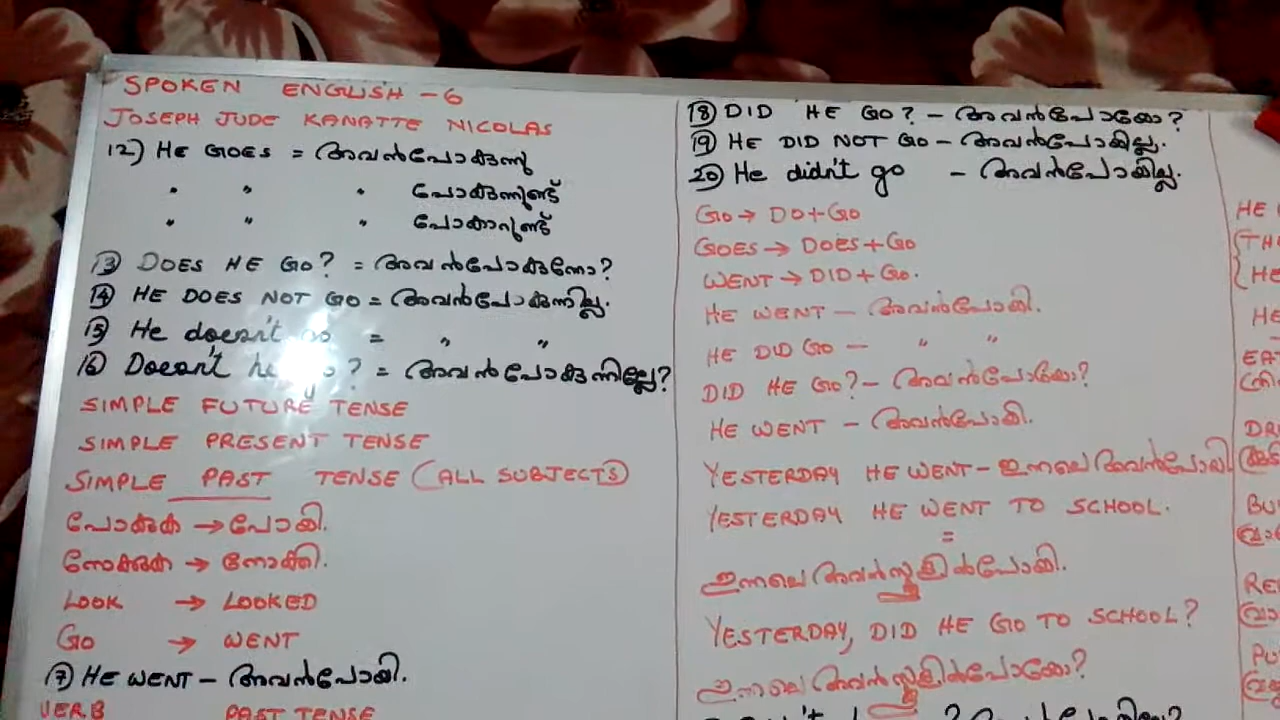 SPOKEN ENGLISH - 6
JOSEPH JUDE KANATTE NICOLAS
12) HE GOES = അവൻപോകുന്നു
" " " പോകുന്നുണ്ട്
" " " പോകാറുണ്ട്
13) DOES HE GO? = അവൻപോകുന്നോ?
14) HE DOES NOT GO = അവൻപോകുന്നില്ല.
15) He doesn't go = " "
16) Doesn't he go? = അവൻപോകുന്നില്ലേ?
SIMPLE FUTURE TENSE
SIMPLE PRESENT TENSE
SIMPLE PAST TENSE (ALL SUBJECTS)
പോകുക → പോയി.
നോക്കുക → നോക്കി.
LOOK → LOOKED
GO → WENT
17) HE WENT - അവൻപോയി.
VERB PAST TENSE
18) DID HE GO? - അവൻപോയോ?
19) HE DID NOT GO - അവൻപോയില്ല.
20) He didn't go - അവൻപോയില്ല.
GO → DO+GO
GOES → DOES+GO
WENT → DID+GO.
HE WENT - അവൻപോയി.
HE DID GO - " "
DID HE GO? - അവൻപോയോ?
HE WENT - അവൻപോയി.
YESTERDAY HE WENT - ഇന്നലെഅവൻപോയി
YESTERDAY HE WENT TO SCHOOL.
=
ഇന്നലെഅവൻസ്കൂളിൽപോയി.
YESTERDAY, DID HE GO TO SCHOOL?
ഇന്നലെഅവൻസ്കൂളിൽപോയോ?
HE
HE